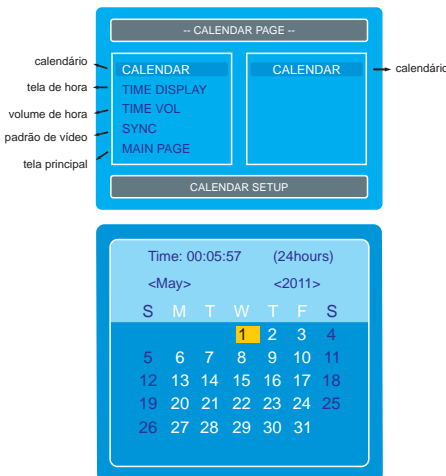 -- CALENDAR PAGE --
calendário
tela de hora
volume de hora
padrão de vídeo
tela principal
CALENDAR
TIME DISPLAY
TIME VOL
SYNC
MAIN PAGE
CALENDAR
calendário
CALENDAR SETUP
Time: 00:05:57 (24hours)
<May> <2011>
S M T W T F S
1 2 3 4
5 6 7 8 9 10 11
12 13 14 15 16 17 18
19 20 21 22 23 24 25
26 27 28 29 30 31